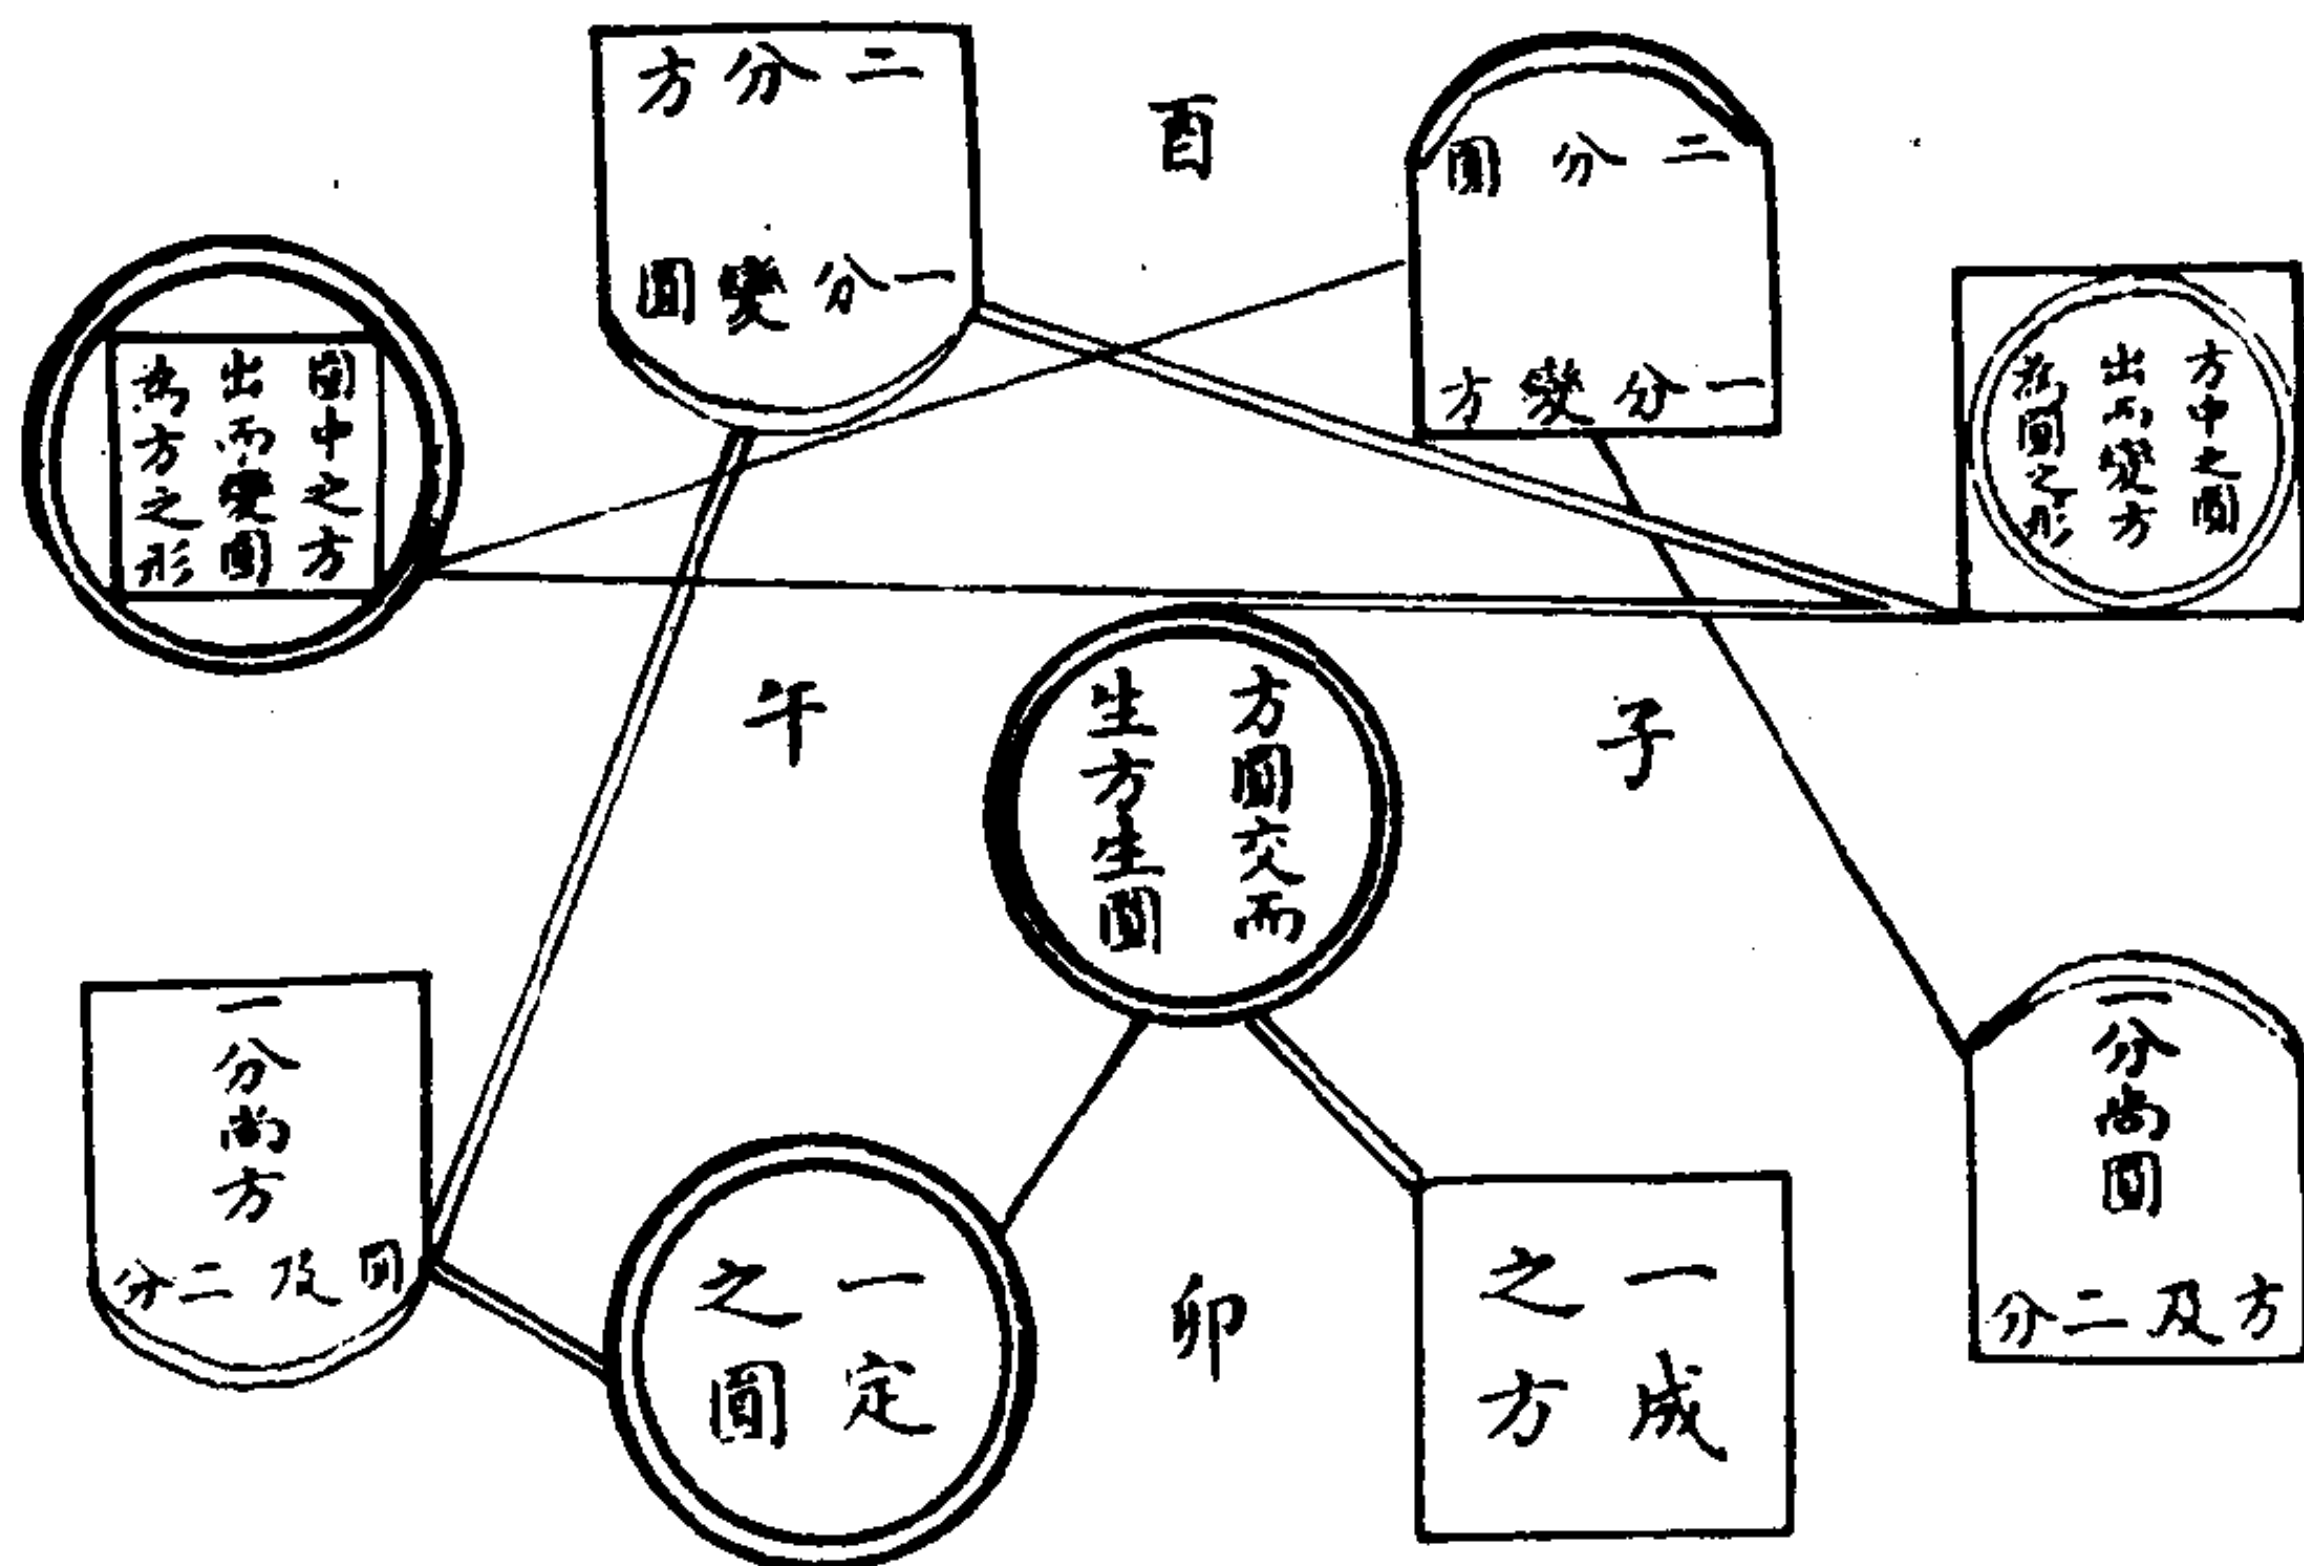 二分方
一分變圓
酉
二分圓
一分變方
方中之圓
出而變方
為圓之形
圓中之方
出而變圓
為方之形
子
方圓交而
生方生圓
午
一分尚圓
方及二分
一成
之方
卯
一定
之圓
一分尚方
圓及二分